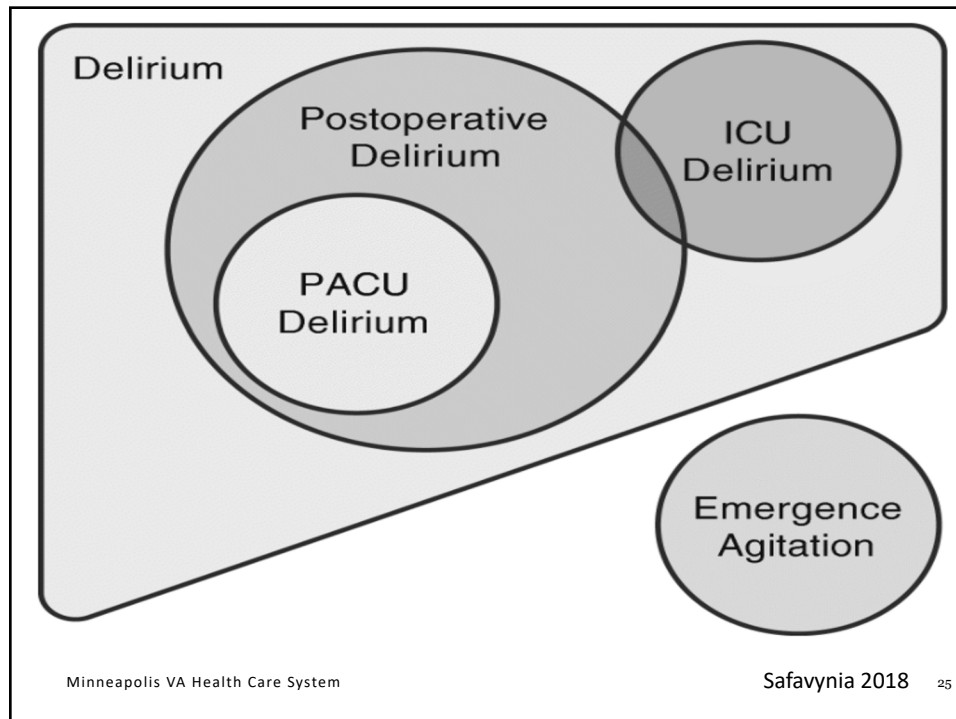 Delirium
Postoperative
Delirium
ICU
Delirium
PACU
Delirium
Emergence
Agitation
Minneapolis VA Health Care System
Safavynia 2018
25